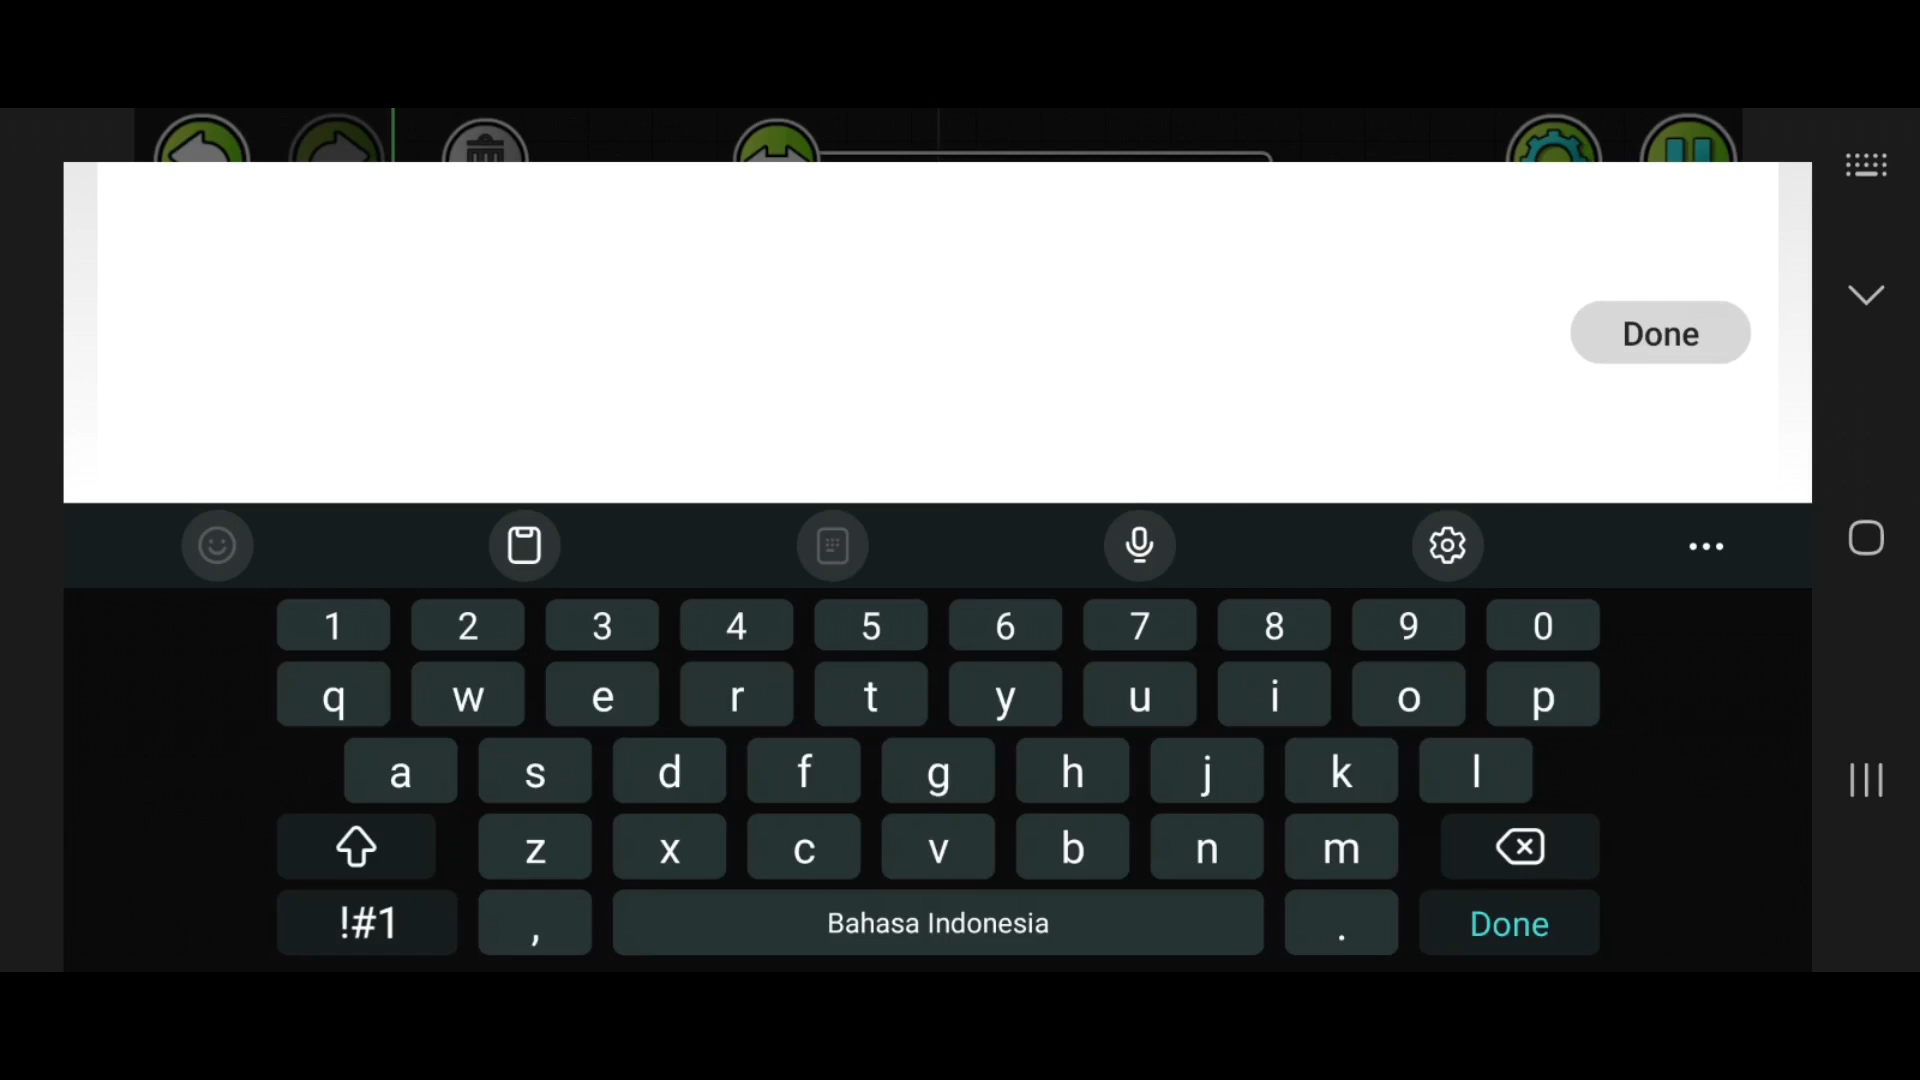 Done
1 2 3 4 5 6 7 8 9 0
q w e r t y u i o p
a s d f g h j k l
z x c v b n m
!#1 , Bahasa Indonesia . Done